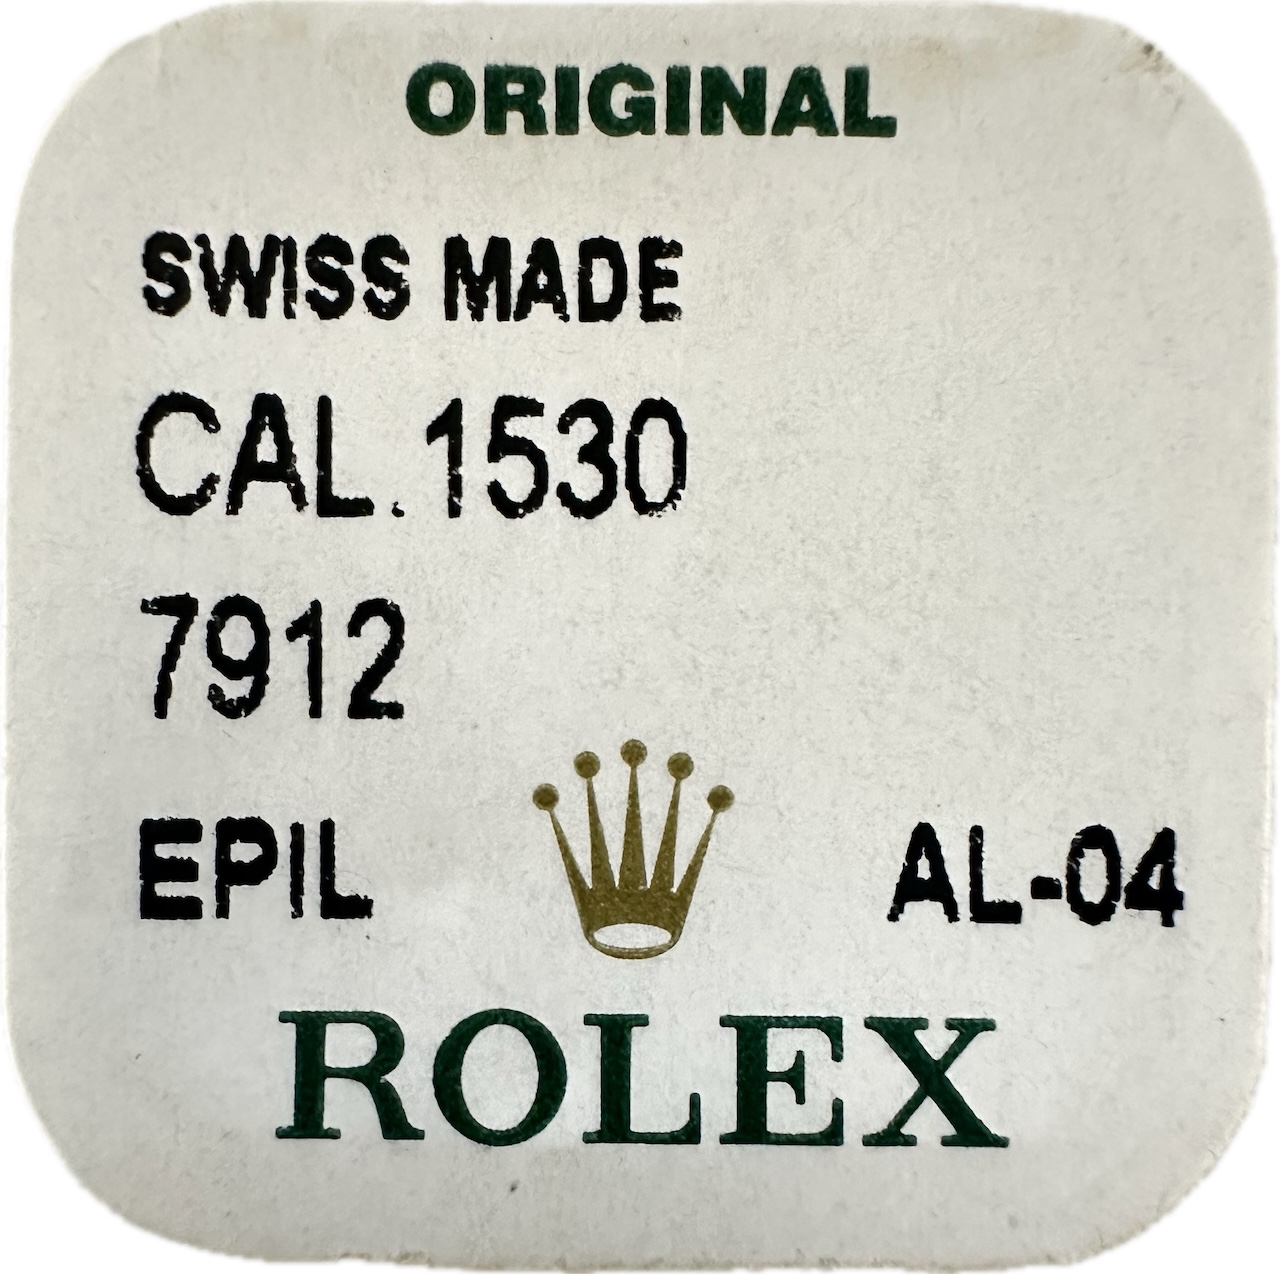 ORIGINAL
SWISS MADE
CAL.1530
7912
EPIL AL-04
ROLEX